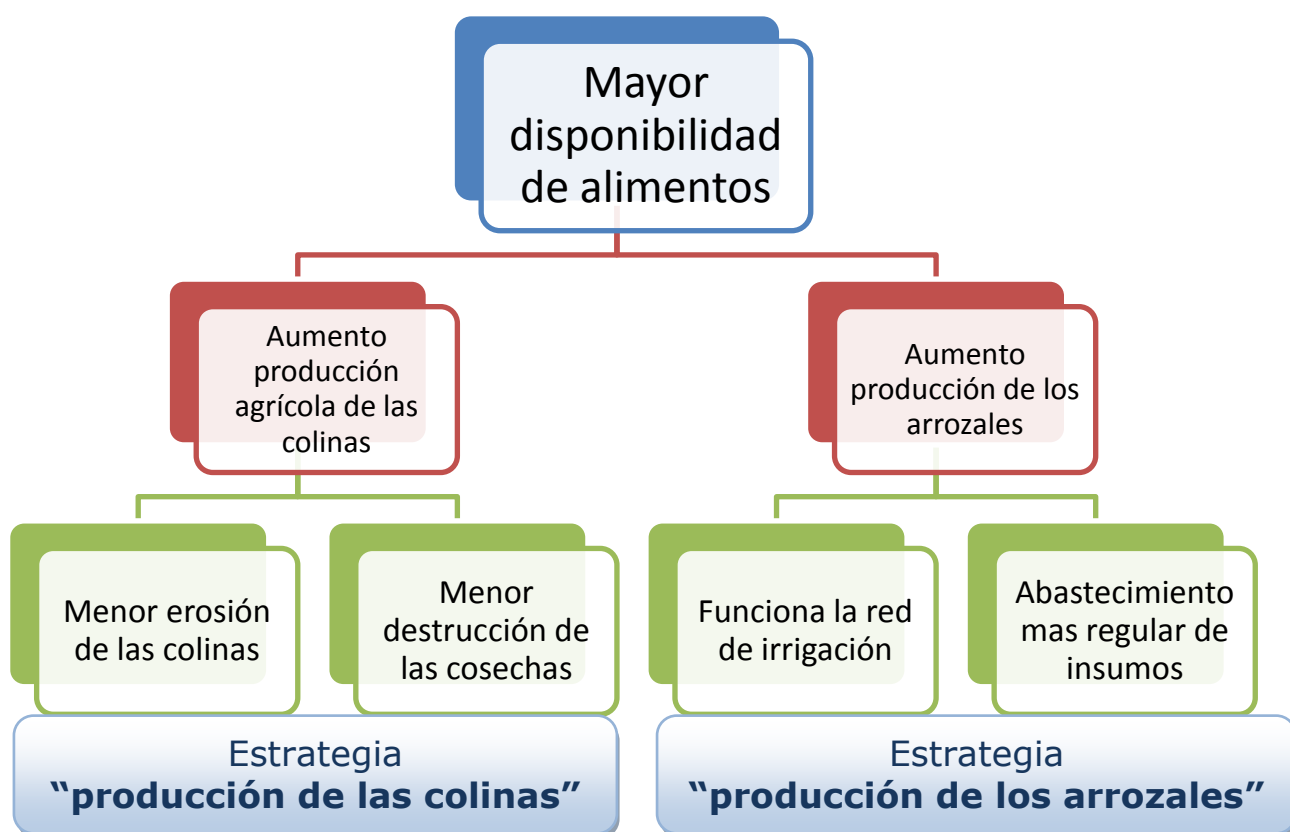 Mayor
disponibilidad
de alimentos
Aumento
producción
agrícola de las
colinas
Aumento
producción de los
arrozales
Menor erosión
de las colinas
Menor
destrucción de
las cosechas
Funciona la red
de irrigación
Abastecimiento
mas regular de
insumos
Estrategia
“producción de las colinas”
Estrategia
“producción de los arrozales”